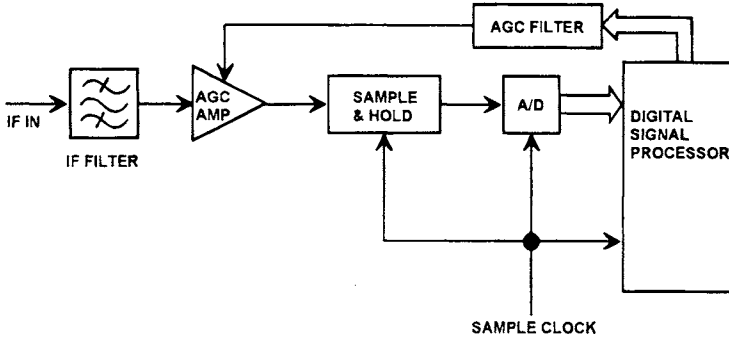 AGC FILTER
IF IN
IF FILTER
AGC
AMP
SAMPLE
& HOLD
A/D
DIGITAL
SIGNAL
PROCESSOR
SAMPLE CLOCK